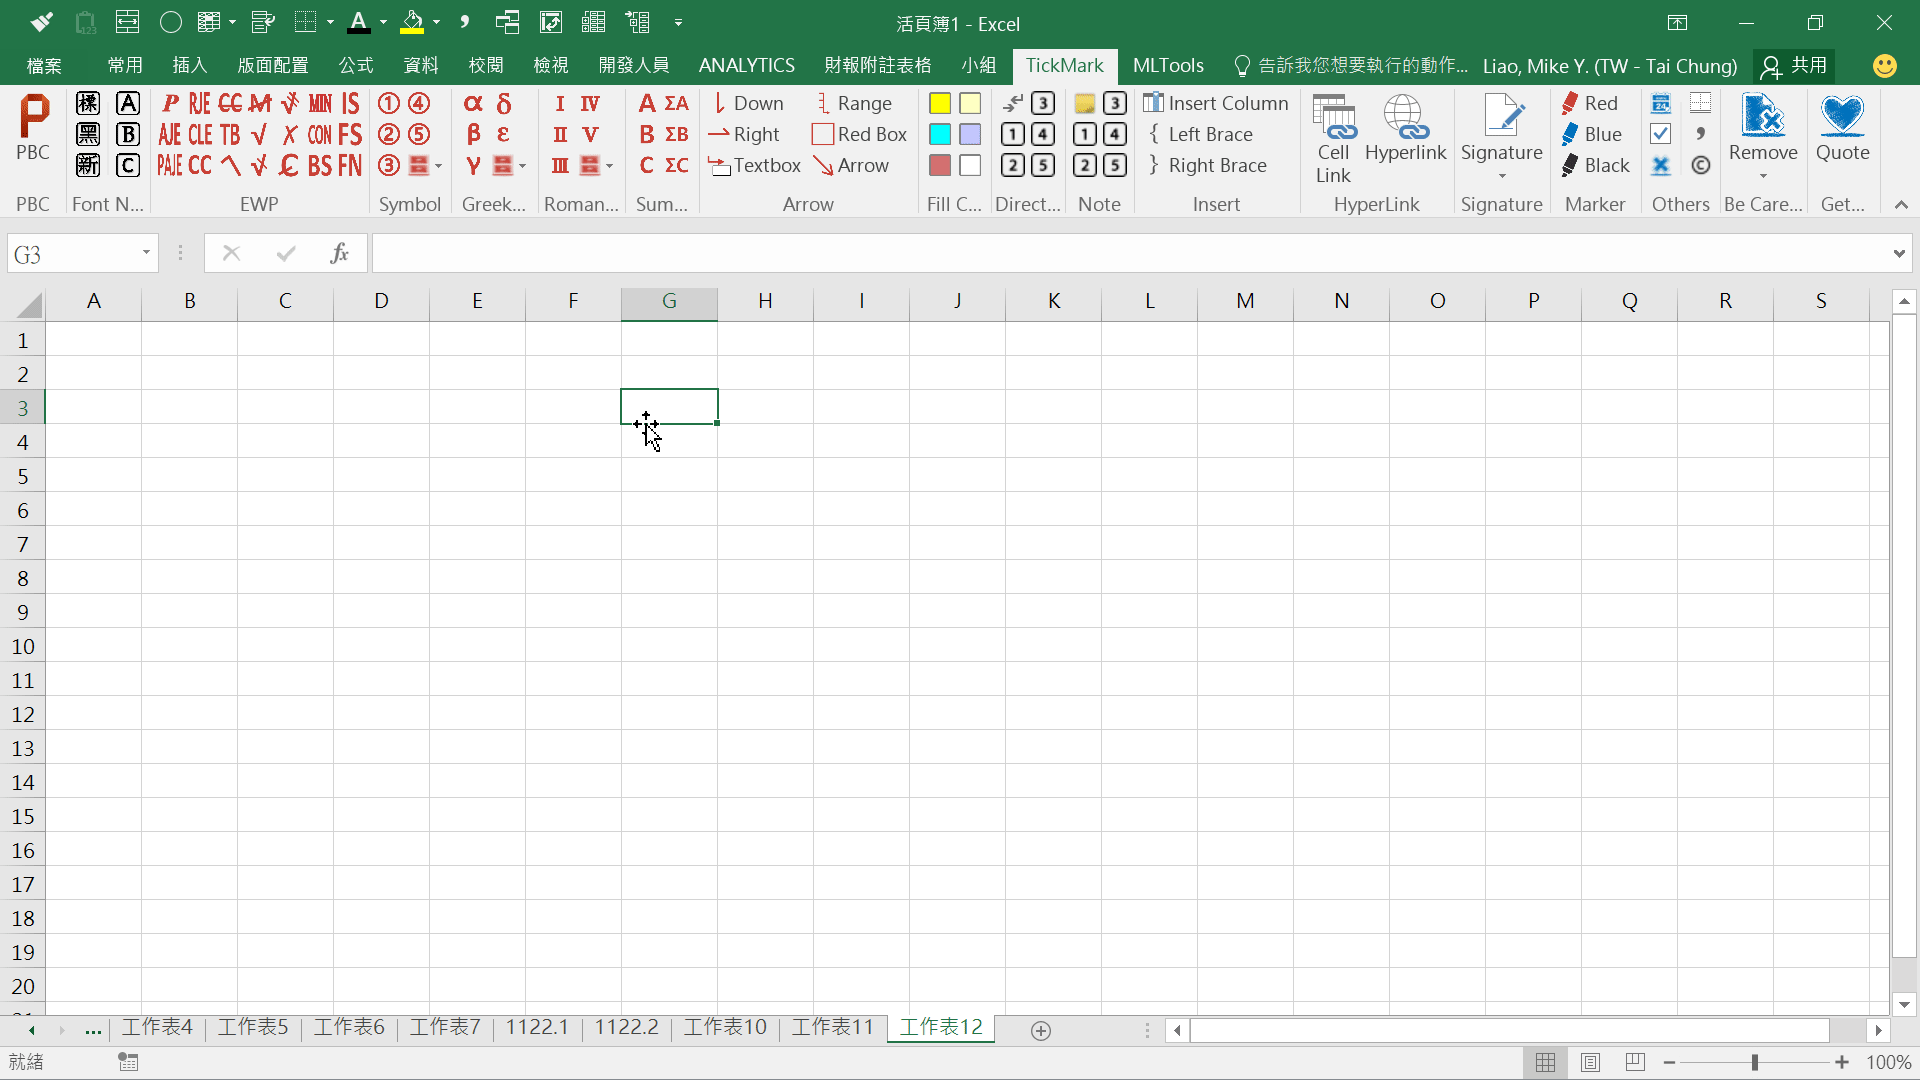 活頁簿1 - Excel
檔案 常用 插入 版面配置 公式 資料 校閱 檢視 開發人員 ANALYTICS 財報附註表格 小組 TickMark MLTools 告訴我您想要執行的動作... Liao, Mike Y. (TW - Tai Chung) 共用
標 A P RJE CC M MIN IS ① ④ α δ I IV A ΣA Down Range 3 3 Insert Column Red
黑 B AJE CLE TB √ X CON FS ② ⑤ β ε II V B ΣB Right Red Box 1 4 1 4 { Left Brace Blue
新 C PAJE CC BS FN ③ γ III C ΣC Textbox Arrow 2 5 2 5 } Right Brace Black ©
PBC Cell Link Hyperlink Signature Remove Quote
PBC Font N... EWP Symbol Greek... Roman... Sum... Arrow Fill C... Direct... Note Insert HyperLink Signature Marker Others Be Care... Get...
G3 fx
A B C D E F G H I J K L M N O P Q R S
1
2
3
4
5
6
7
8
9
10
11
12
13
14
15
16
17
18
19
20
... 工作表4 工作表5 工作表6 工作表7 1122.1 1122.2 工作表10 工作表11 工作表12
就緒 100%